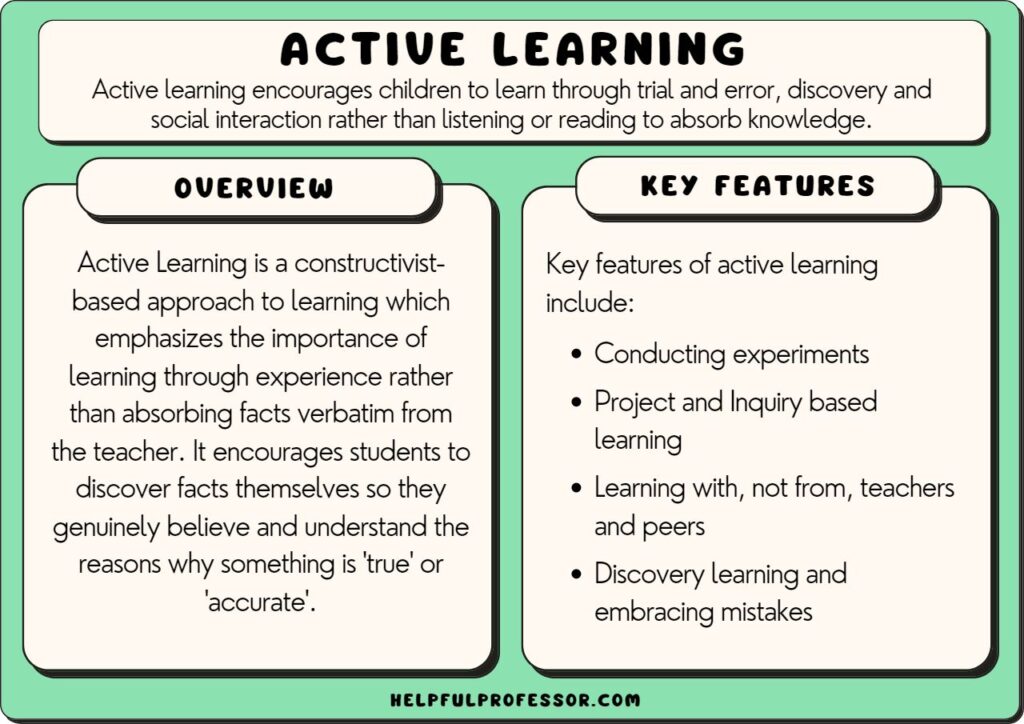 ACTIVE LEARNING
Active learning encourages children to learn through trial and error, discovery and
social interaction rather than listening or reading to absorb knowledge.
OVERVIEW
Active Learning is a constructivist-
based approach to learning which
emphasizes the importance of
learning through experience rather
than absorbing facts verbatim from
the teacher. It encourages students to
discover facts themselves so they
genuinely believe and understand the
reasons why something is 'true' or
'accurate'.
KEY FEATURES
Key features of active learning
include:
• Conducting experiments
• Project and Inquiry based
learning
• Learning with, not from, teachers
and peers
• Discovery learning and
embracing mistakes
HELPFULPROFESSOR.COM